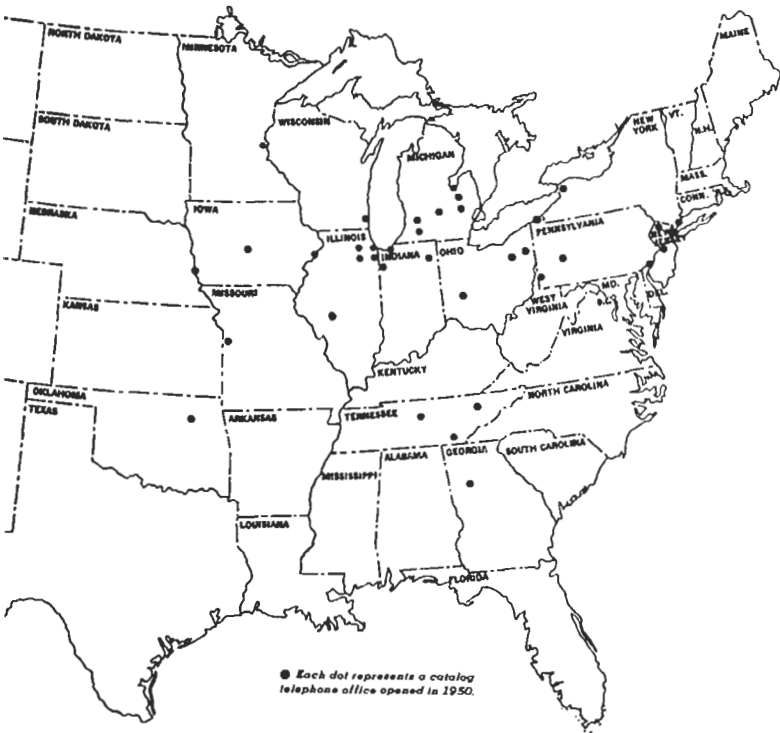 MAINE
NORTH DAKOTA
MINNESOTA
SOUTH DAKOTA
WISCONSIN
NEW YORK
VT.
N.H.
MICHIGAN
MASS.
CONN.
NEBRASKA
IOWA
PENNSYLVANIA
NEW JERSEY
ILLINOIS
INDIANA
OHIO
MISSOURI
KANSAS
WEST VIRGINIA
MD.
D.C.
DEL.
VIRGINIA
KENTUCKY
OKLAHOMA
TEXAS
NORTH CAROLINA
ARKANSAS
TENNESSEE
MISSISSIPPI
ALABAMA
GEORGIA
SOUTH CAROLINA
LOUISIANA
FLORIDA
Each dot represents a catalog
telephone office opened in 1950.